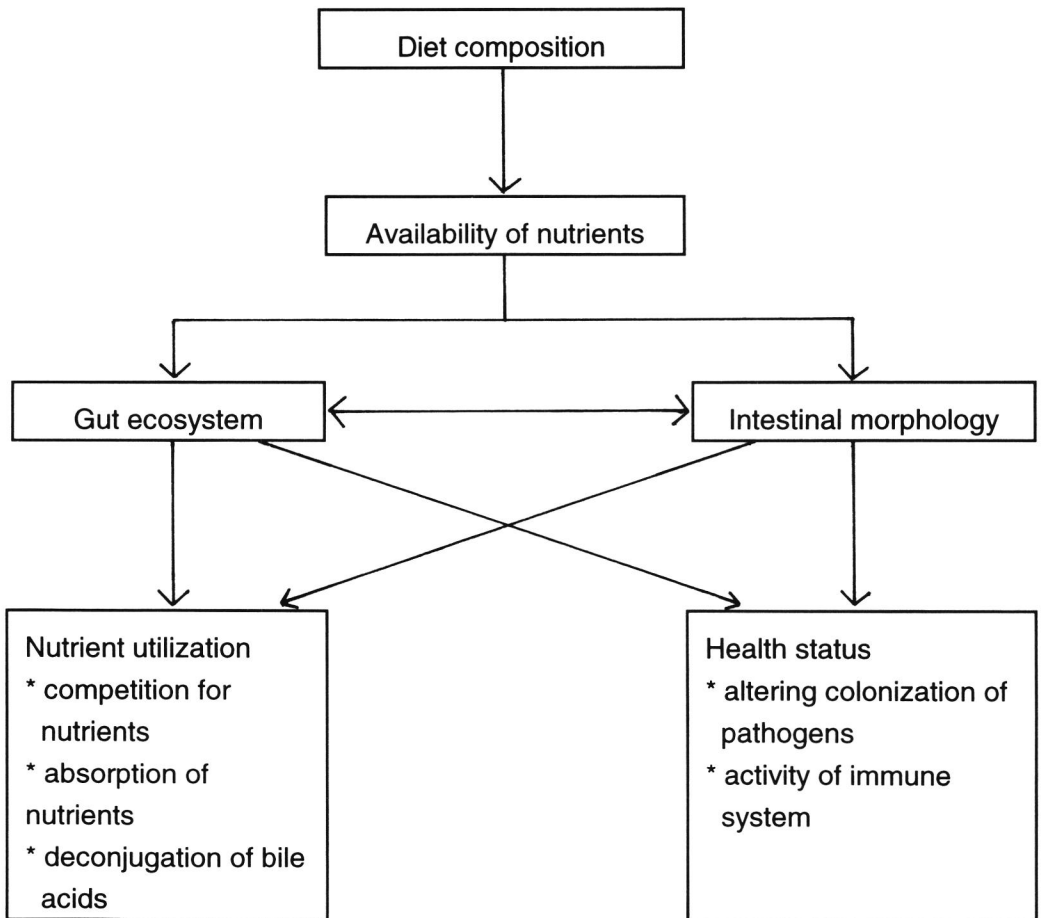 Diet composition
Availability of nutrients
Gut ecosystem
Intestinal morphology
Nutrient utilization
* competition for
nutrients
* absorption of
nutrients
* deconjugation of bile
acids
Health status
* altering colonization of
pathogens
* activity of immune
system